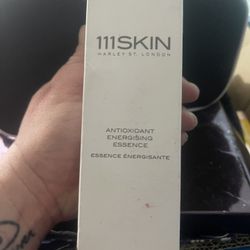 111SKIN
HARLEY ST. LONDON
ANTIOXIDANT
ENERGISING
ESSENCE
ESSENCE ÉNERGISANTE